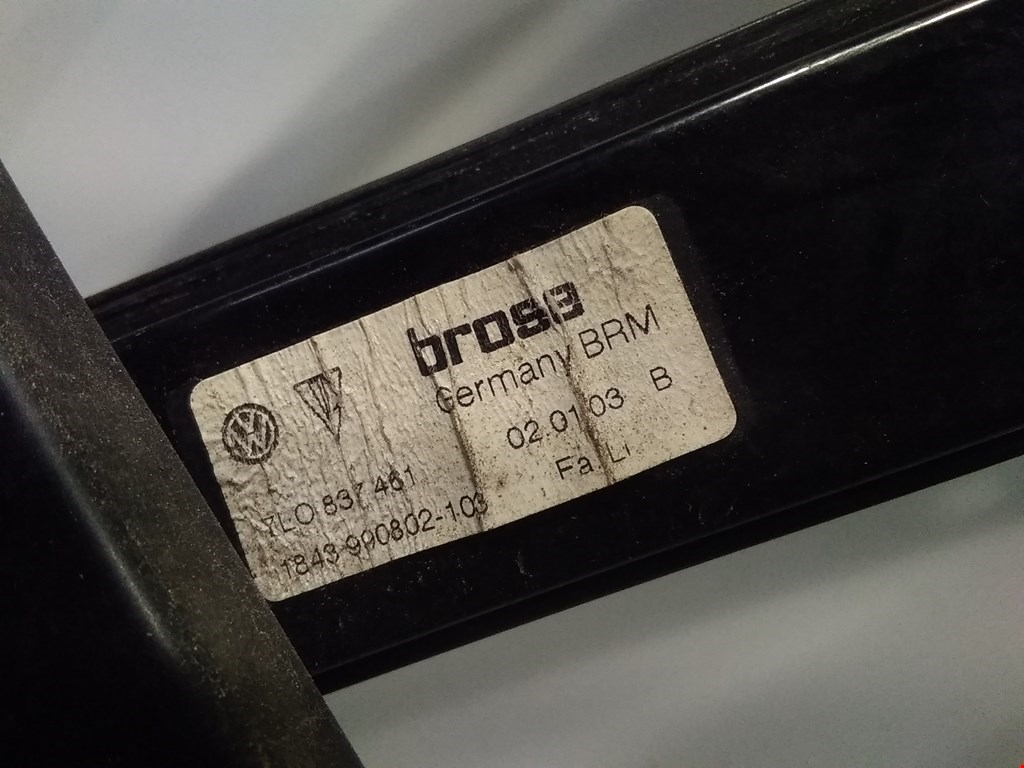 brose
Germany BRM
02.01.03 B
Fa. Li
7L0 837 461
1843 990802-103